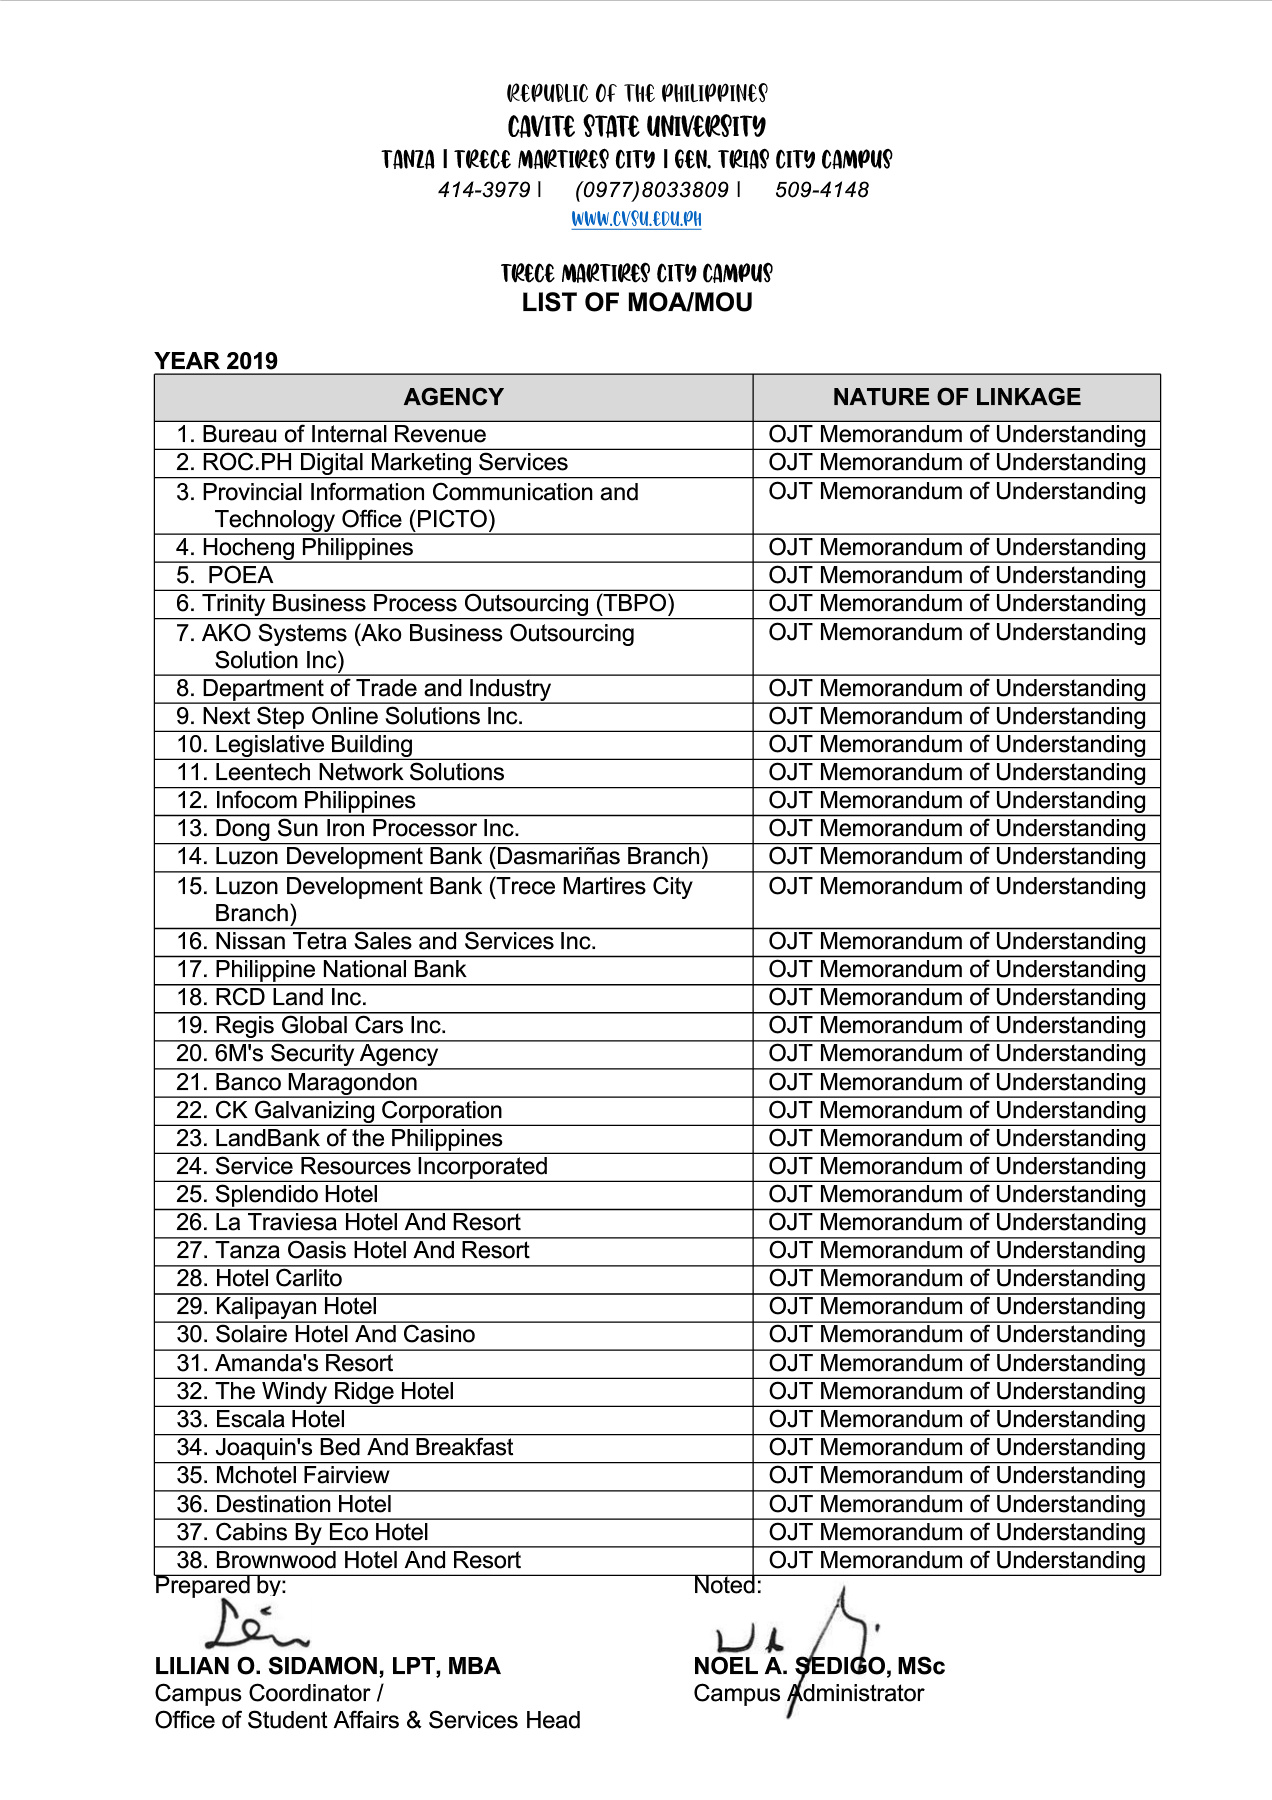 REPUBLIC OF THE PHILIPPINES
CAVITE STATE UNIVERSITY
TANZA | TRECE MARTIRES CITY | GEN. TRIAS CITY CAMPUS
414-3979 | (0977)8033809 | 509-4148
WWW.CVSU.EDU.PH
TRECE MARTIRES CITY CAMPUS
LIST OF MOA/MOU
YEAR 2019
AGENCY NATURE OF LINKAGE
1. Bureau of Internal Revenue OJT Memorandum of Understanding
2. ROC.PH Digital Marketing Services OJT Memorandum of Understanding
3. Provincial Information Communication and OJT Memorandum of Understanding
Technology Office (PICTO)
4. Hocheng Philippines OJT Memorandum of Understanding
5. POEA OJT Memorandum of Understanding
6. Trinity Business Process Outsourcing (TBPO) OJT Memorandum of Understanding
7. AKO Systems (Ako Business Outsourcing OJT Memorandum of Understanding
Solution Inc)
8. Department of Trade and Industry OJT Memorandum of Understanding
9. Next Step Online Solutions Inc. OJT Memorandum of Understanding
10. Legislative Building OJT Memorandum of Understanding
11. Leentech Network Solutions OJT Memorandum of Understanding
12. Infocom Philippines OJT Memorandum of Understanding
13. Dong Sun Iron Processor Inc. OJT Memorandum of Understanding
14. Luzon Development Bank (Dasmariñas Branch) OJT Memorandum of Understanding
15. Luzon Development Bank (Trece Martires City OJT Memorandum of Understanding
Branch)
16. Nissan Tetra Sales and Services Inc. OJT Memorandum of Understanding
17. Philippine National Bank OJT Memorandum of Understanding
18. RCD Land Inc. OJT Memorandum of Understanding
19. Regis Global Cars Inc. OJT Memorandum of Understanding
20. 6M's Security Agency OJT Memorandum of Understanding
21. Banco Maragondon OJT Memorandum of Understanding
22. CK Galvanizing Corporation OJT Memorandum of Understanding
23. LandBank of the Philippines OJT Memorandum of Understanding
24. Service Resources Incorporated OJT Memorandum of Understanding
25. Splendido Hotel OJT Memorandum of Understanding
26. La Traviesa Hotel And Resort OJT Memorandum of Understanding
27. Tanza Oasis Hotel And Resort OJT Memorandum of Understanding
28. Hotel Carlito OJT Memorandum of Understanding
29. Kalipayan Hotel OJT Memorandum of Understanding
30. Solaire Hotel And Casino OJT Memorandum of Understanding
31. Amanda's Resort OJT Memorandum of Understanding
32. The Windy Ridge Hotel OJT Memorandum of Understanding
33. Escala Hotel OJT Memorandum of Understanding
34. Joaquin's Bed And Breakfast OJT Memorandum of Understanding
35. Mchotel Fairview OJT Memorandum of Understanding
36. Destination Hotel OJT Memorandum of Understanding
37. Cabins By Eco Hotel OJT Memorandum of Understanding
38. Brownwood Hotel And Resort OJT Memorandum of Understanding
Prepared by: Noted:
LILIAN O. SIDAMON, LPT, MBA NOEL A. SEDIGO, MSc
Campus Coordinator / Campus Administrator
Office of Student Affairs & Services Head